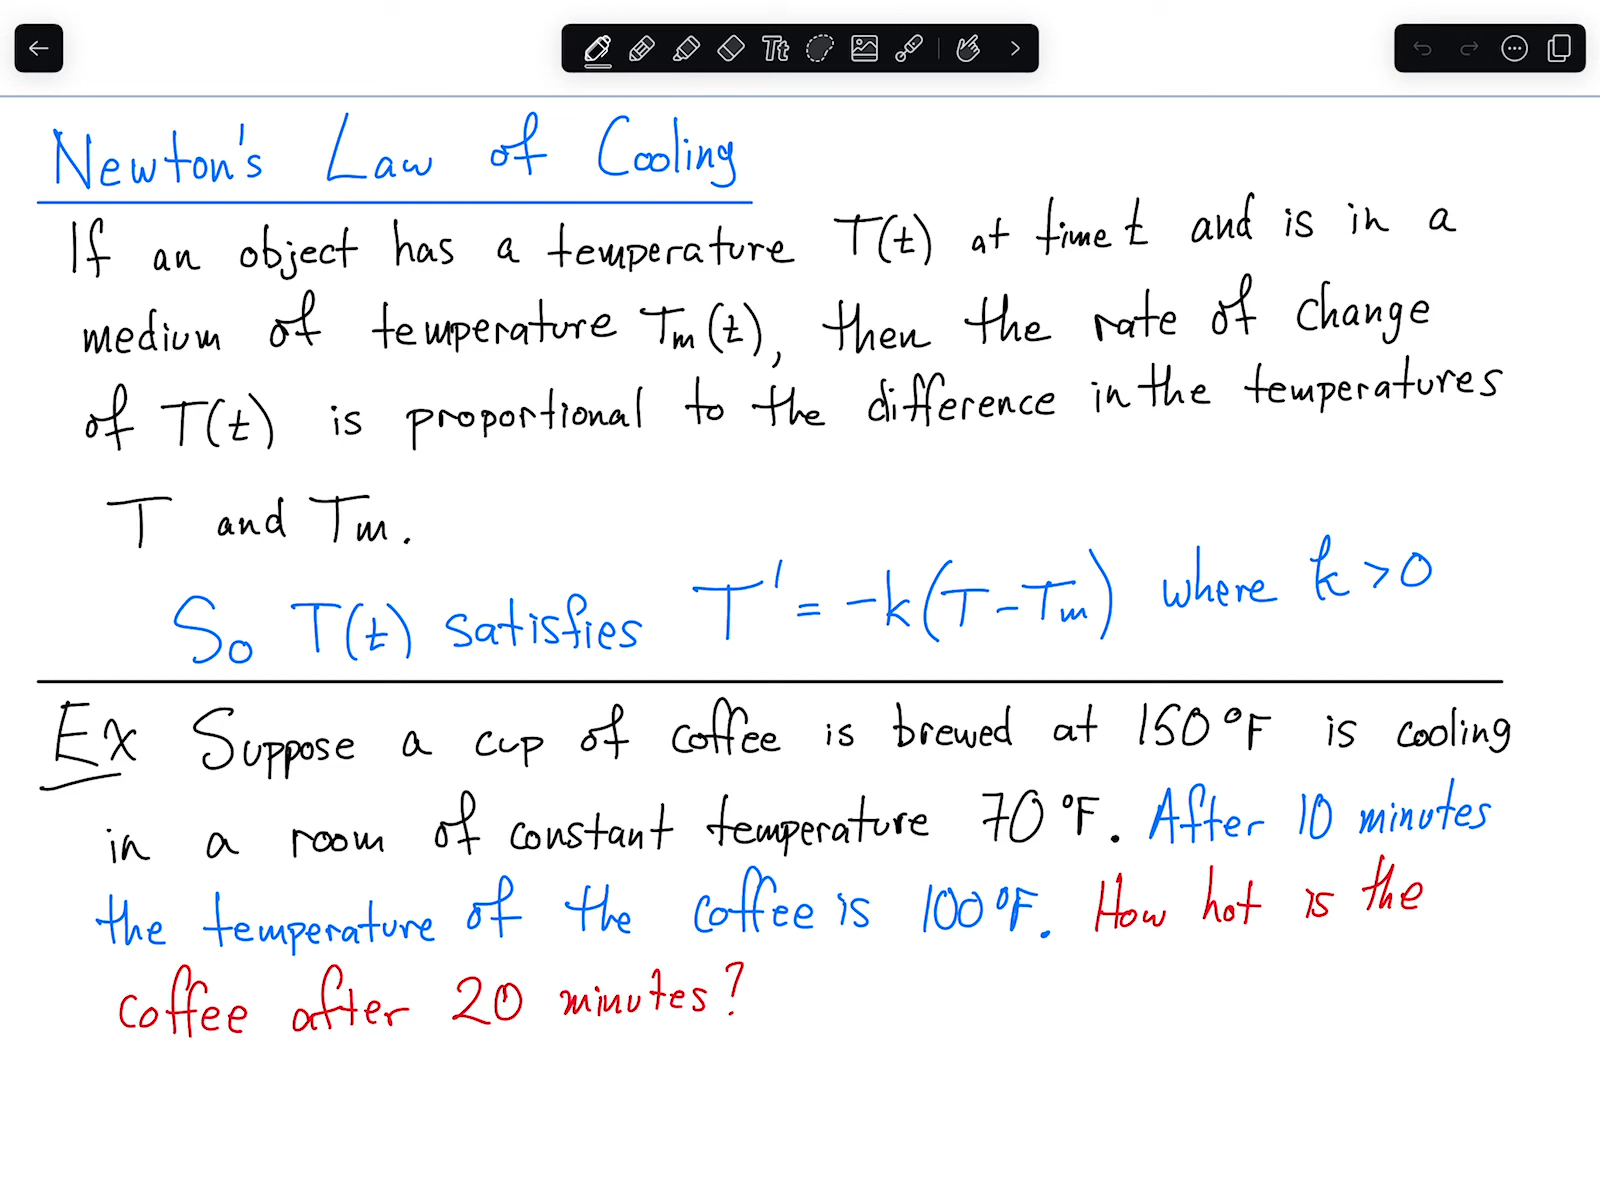 Newton's Law of Cooling
If an object has a temperature T(t) at time t and is in a
medium of temperature Tm(t), then the rate of change
of T(t) is proportional to the difference in the temperatures
T and Tm.
So T(t) satisfies T' = -k(T-Tm) where k>0
Ex Suppose a cup of coffee is brewed at 150°F is cooling
in a room of constant temperature 70°F. After 10 minutes
the temperature of the coffee is 100°F. How hot is the
coffee after 20 minutes?